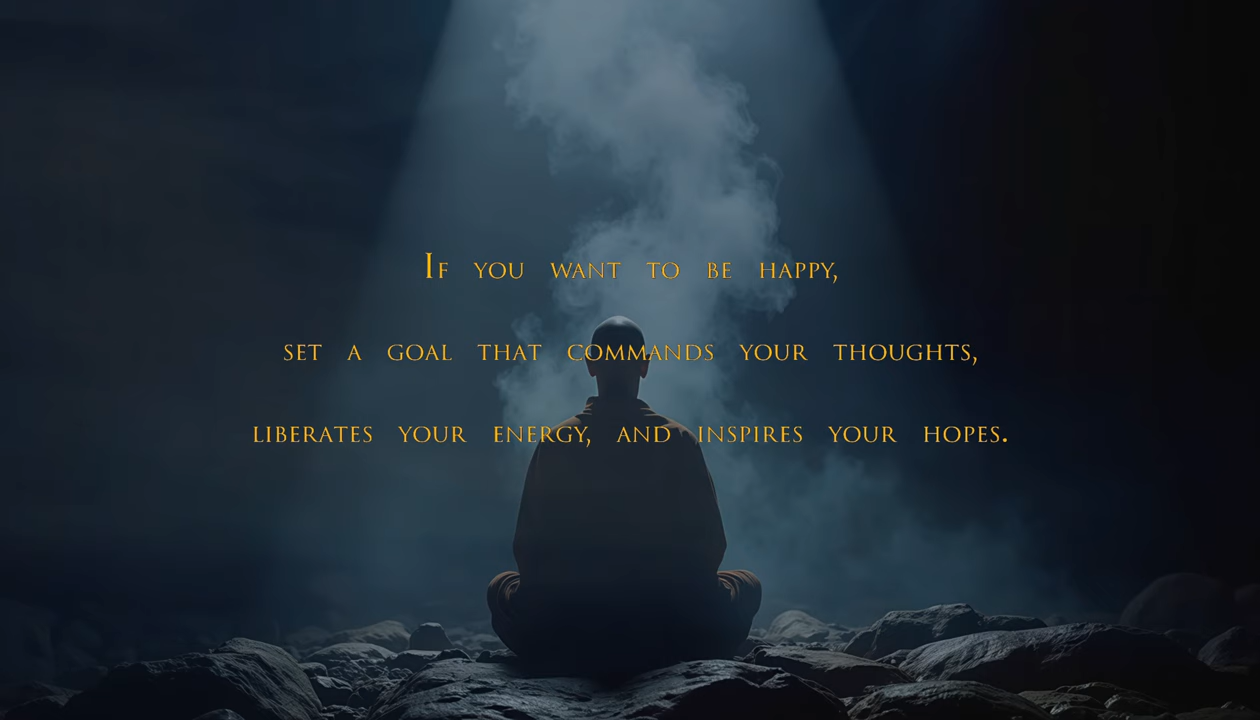 If you want to be happy,
set a goal that commands your thoughts,
liberates your energy, and inspires your hopes.